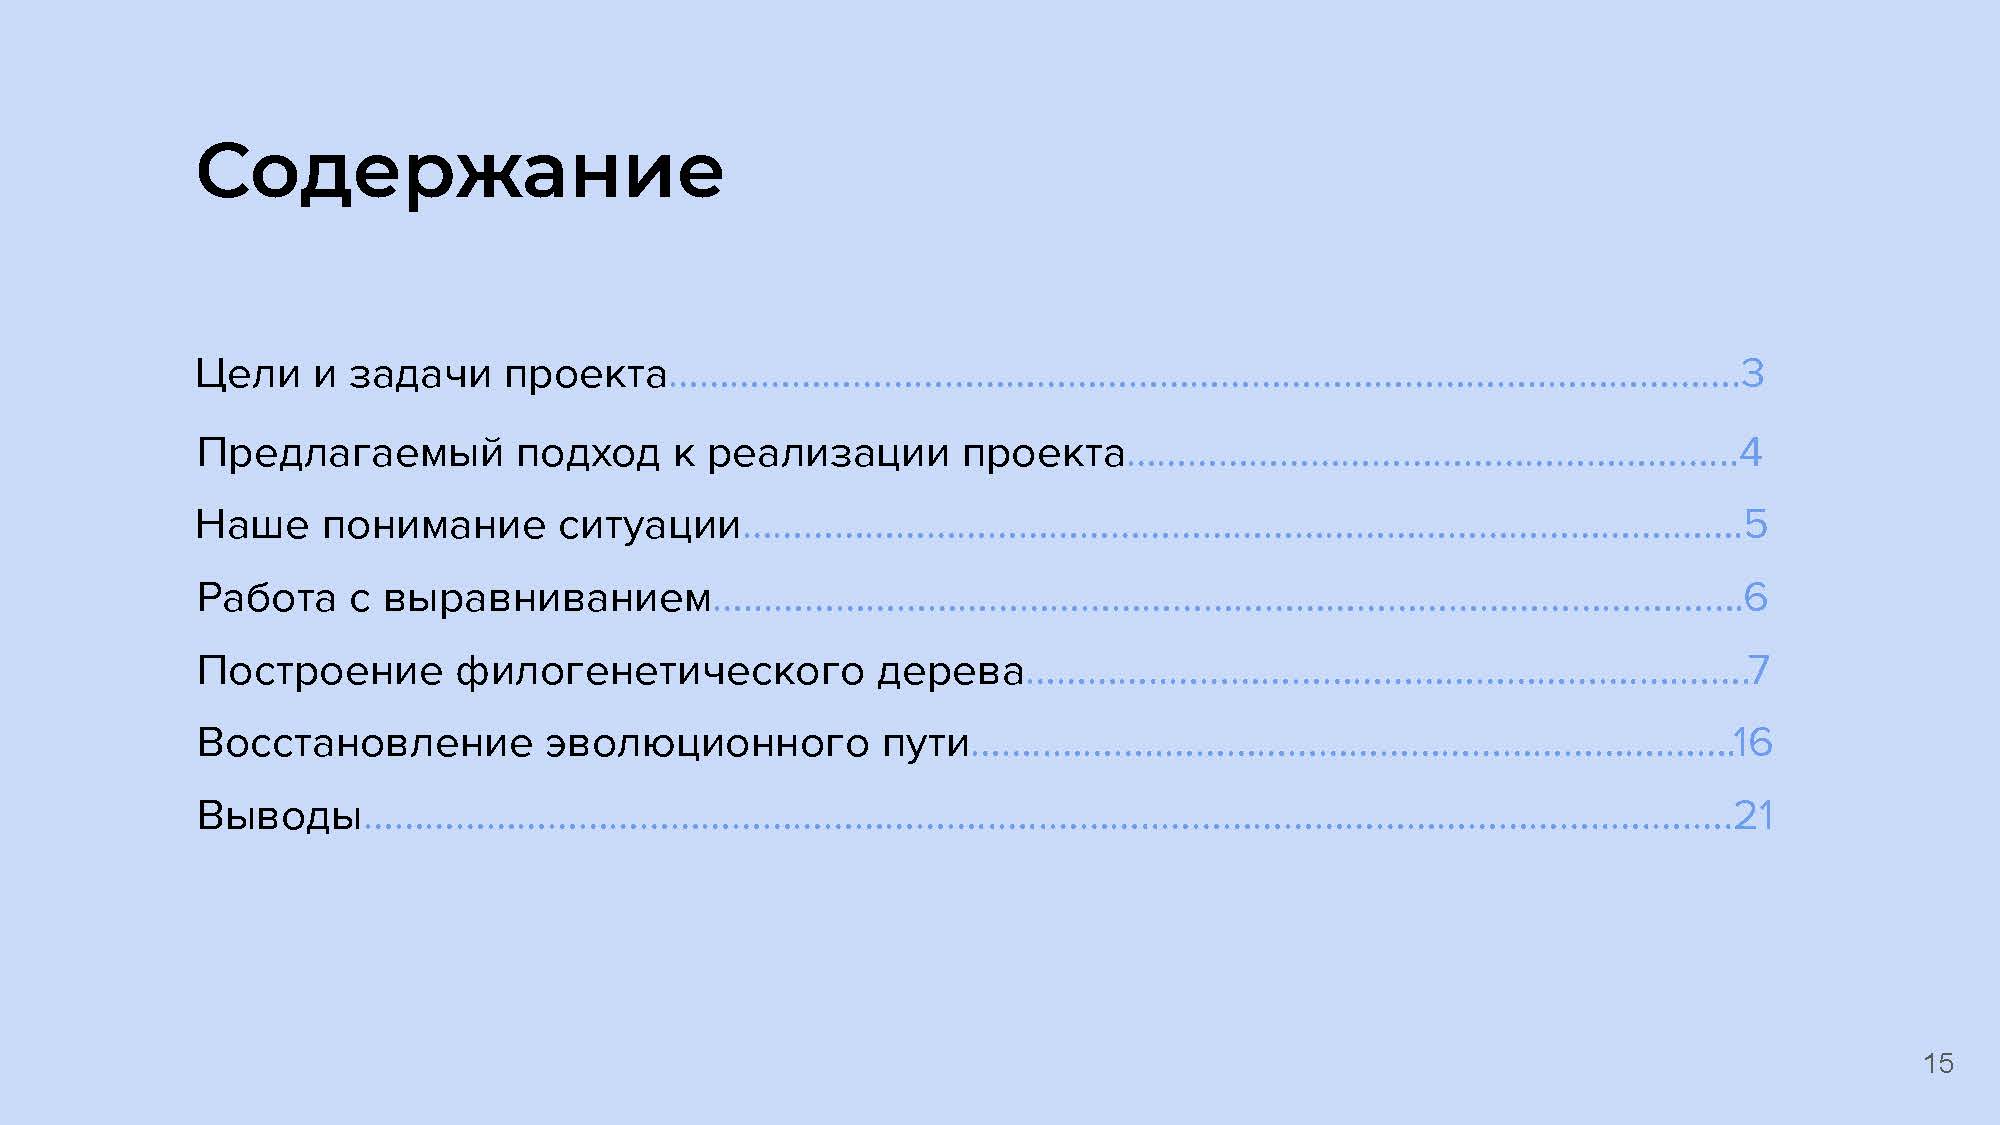 Содержание
Цели и задачи проекта........................................................................................................3
Предлагаемый подход к реализации проекта............................................................4
Наше понимание ситуации.................................................................................................5
Работа с выравниванием....................................................................................................6
Построение филогенетического дерева......................................................................7
Восстановление эволюционного пути..........................................................................16
Выводы.....................................................................................................................................21
15